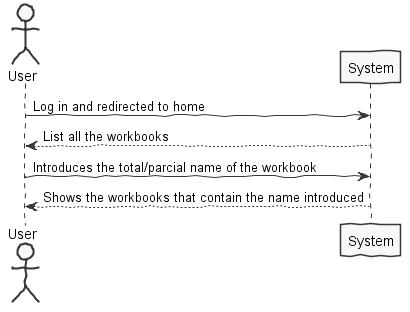 User
System
Log in and redirected to home
List all the workbooks
Introduces the total/parcial name of the workbook
Shows the workbooks that contain the name introduced
User
System